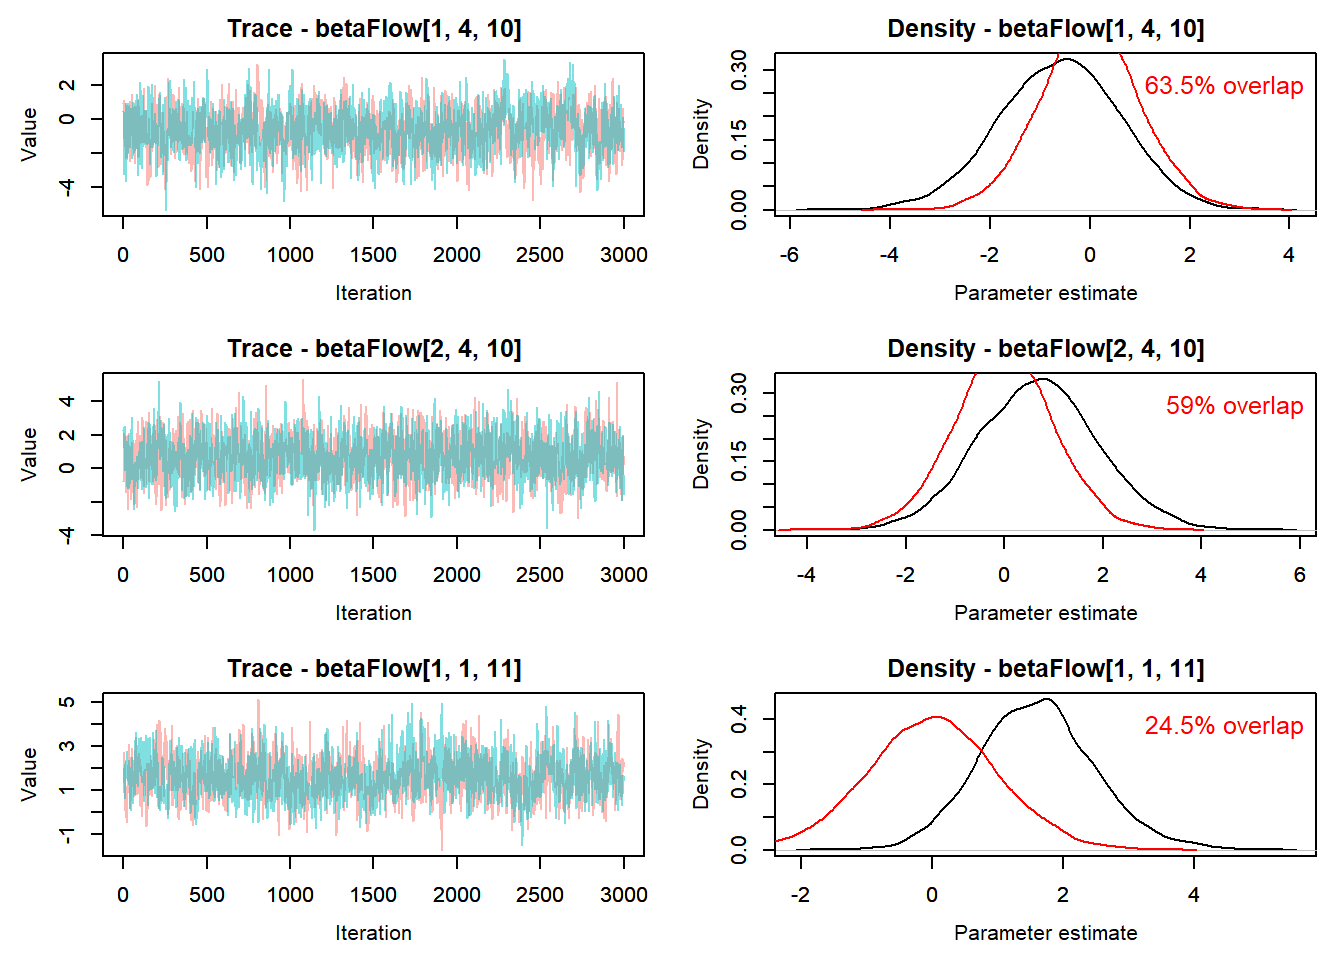 Trace - betaFlow[1, 4, 10]
Value
2
0
-4
0 500 1000 1500 2000 2500 3000
Iteration
Density - betaFlow[1, 4, 10]
Density
0.30
0.15
0.00
63.5% overlap
-6 -4 -2 0 2 4
Parameter estimate
Trace - betaFlow[2, 4, 10]
Value
4
2
0
-4
0 500 1000 1500 2000 2500 3000
Iteration
Density - betaFlow[2, 4, 10]
Density
0.30
0.15
0.00
59% overlap
-4 -2 0 2 4 6
Parameter estimate
Trace - betaFlow[1, 1, 11]
Value
5
3
1
-1
0 500 1000 1500 2000 2500 3000
Iteration
Density - betaFlow[1, 1, 11]
Density
0.4
0.2
0.0
24.5% overlap
-2 0 2 4
Parameter estimate